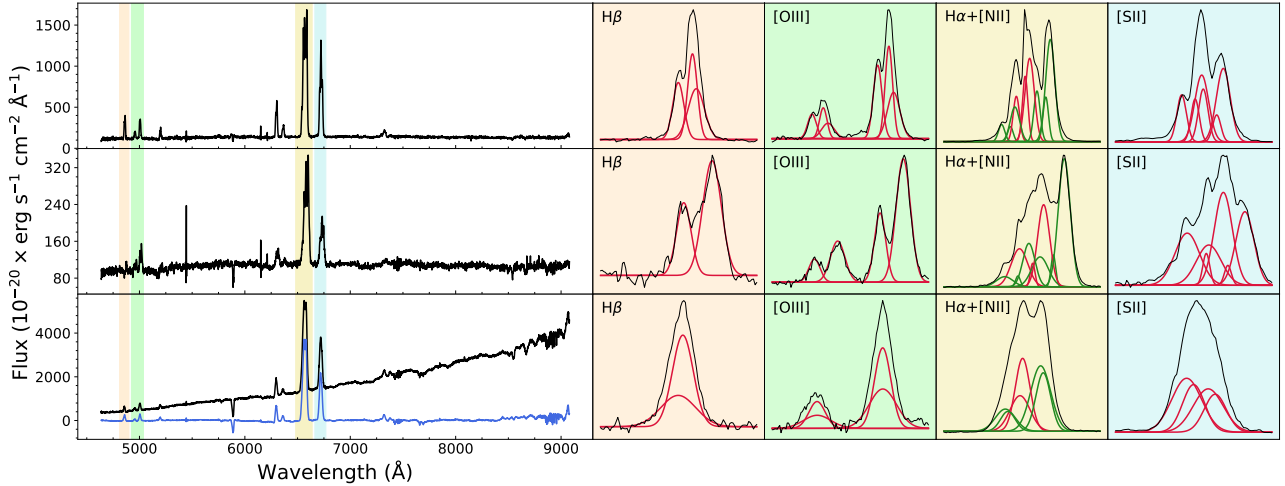 Flux (10⁻²⁰ × erg s⁻¹ cm⁻² Å⁻¹)
1500
1000
500
0
Hβ
[OIII]
Hα+[NII]
[SII]
320
240
160
80
Hβ
[OIII]
Hα+[NII]
[SII]
4000
2000
0
Hβ
[OIII]
Hα+[NII]
[SII]
5000 6000 7000 8000 9000
Wavelength (Å)